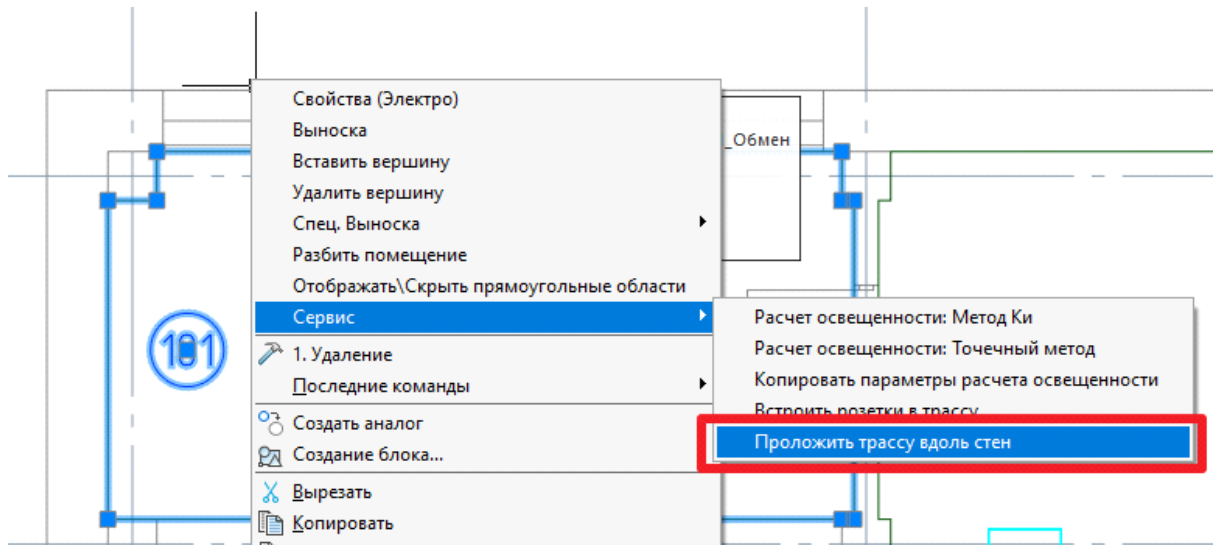 Свойства (Электро)
Выноска
_Обмен
Вставить вершину
Удалить вершину
Спец. Выноска
Разбить помещение
Отображать\Скрыть прямоугольные области
Сервис
101
1. Удаление
Последние команды
Создать аналог
Создание блока...
Вырезать
Копировать
Расчет освещенности: Метод Ки
Расчет освещенности: Точечный метод
Копировать параметры расчета освещенности
Встроить розетки в трассу
Проложить трассу вдоль стен